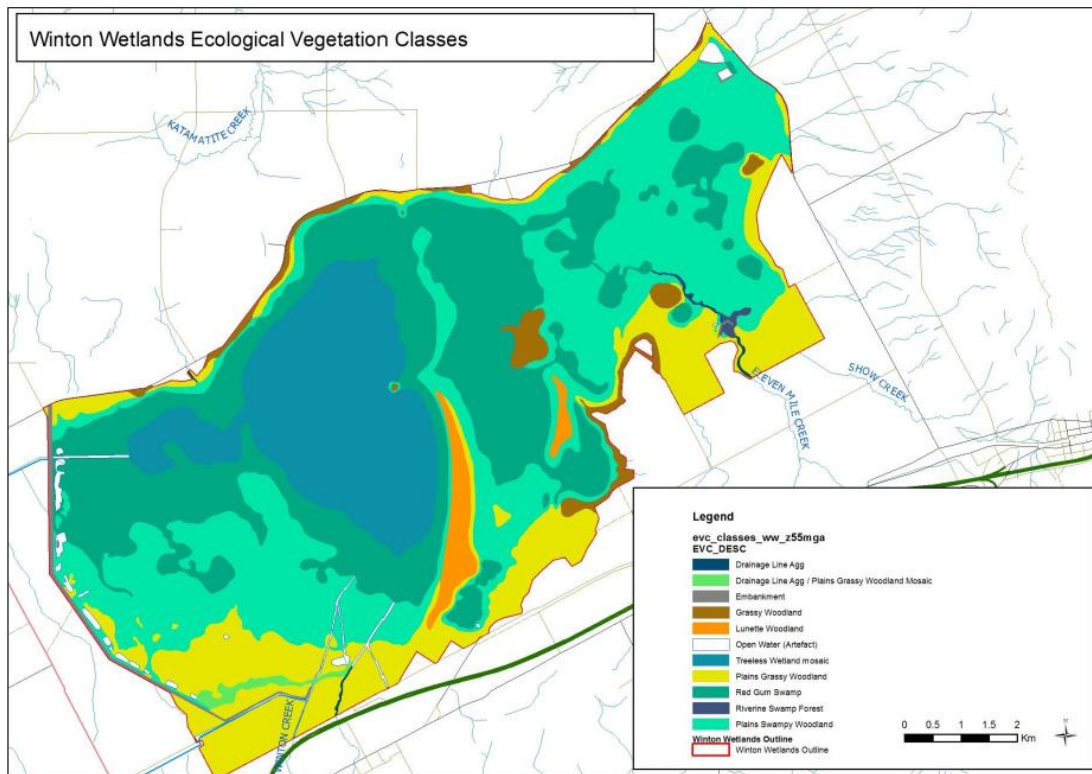 Winton Wetlands Ecological Vegetation Classes
KATAMATITE CREEK
SHOW CREEK
ELEVEN MILE CREEK
WINTON CREEK
Legend
evc_classes_ww_z55mga
EVC_DESC
Drainage Line Agg
Drainage Line Agg / Plains Grassy Woodland Mosaic
Embankment
Grassy Woodland
Lunette Woodland
Open Water (Artefact)
Treeless Wetland mosaic
Plains Grassy Woodland
Red Gum Swamp
Riverine Swamp Forest
Plains Swampy Woodland
Winton Wetlands Outline
Winton Wetlands Outline
0 0.5 1 1.5 2
Km